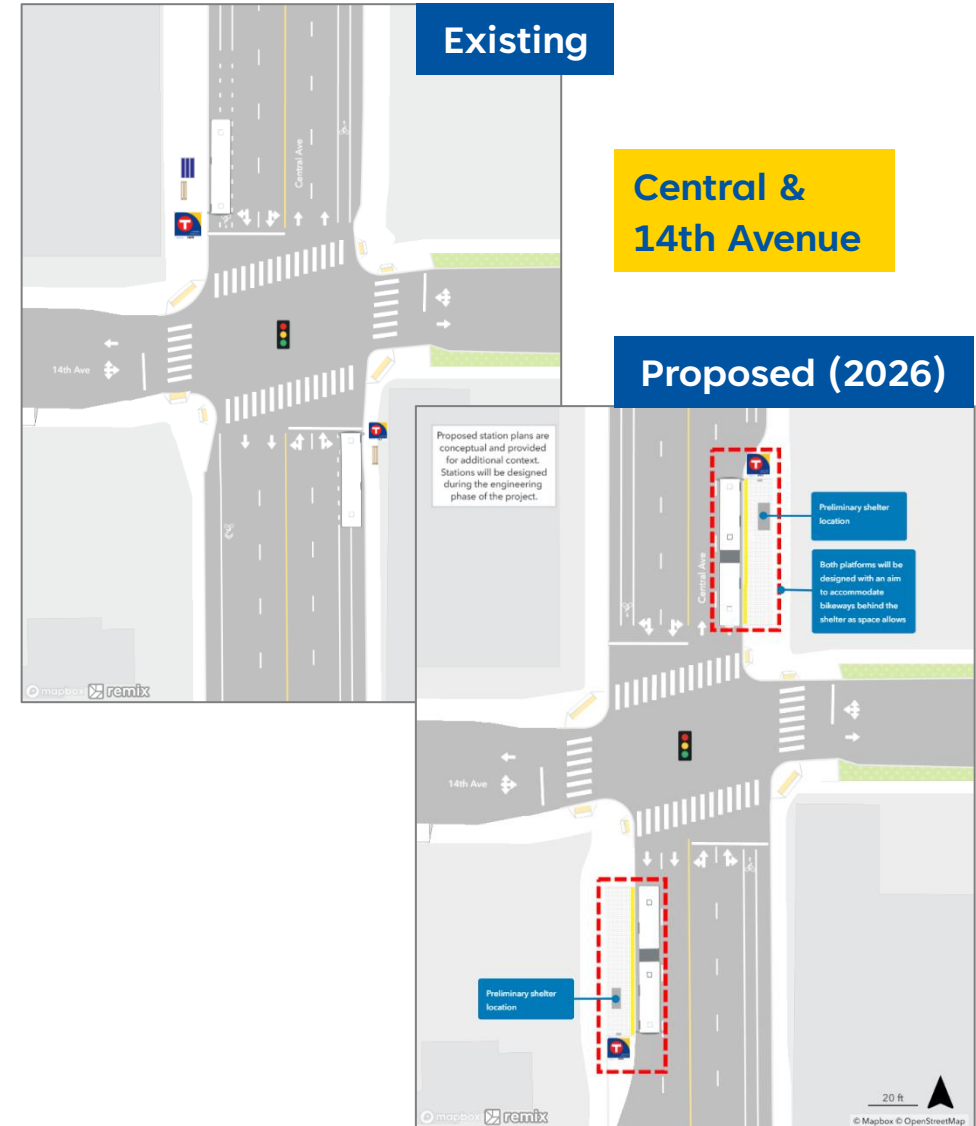 Existing
Central Ave
T
14th Ave
T
mapbox remix
Central &
14th Avenue
Proposed (2026)
Proposed station plans are
conceptual and provided
for additional context.
Stations will be designed
during the engineering
phase of the project.
T
Preliminary shelter
location
Both platforms will be
designed with an aim
to accommodate
bikeways behind the
shelter as space allows
Central Ave
14th Ave
Preliminary shelter
location
T
20 ft
mapbox remix
© Mapbox © OpenStreetMap